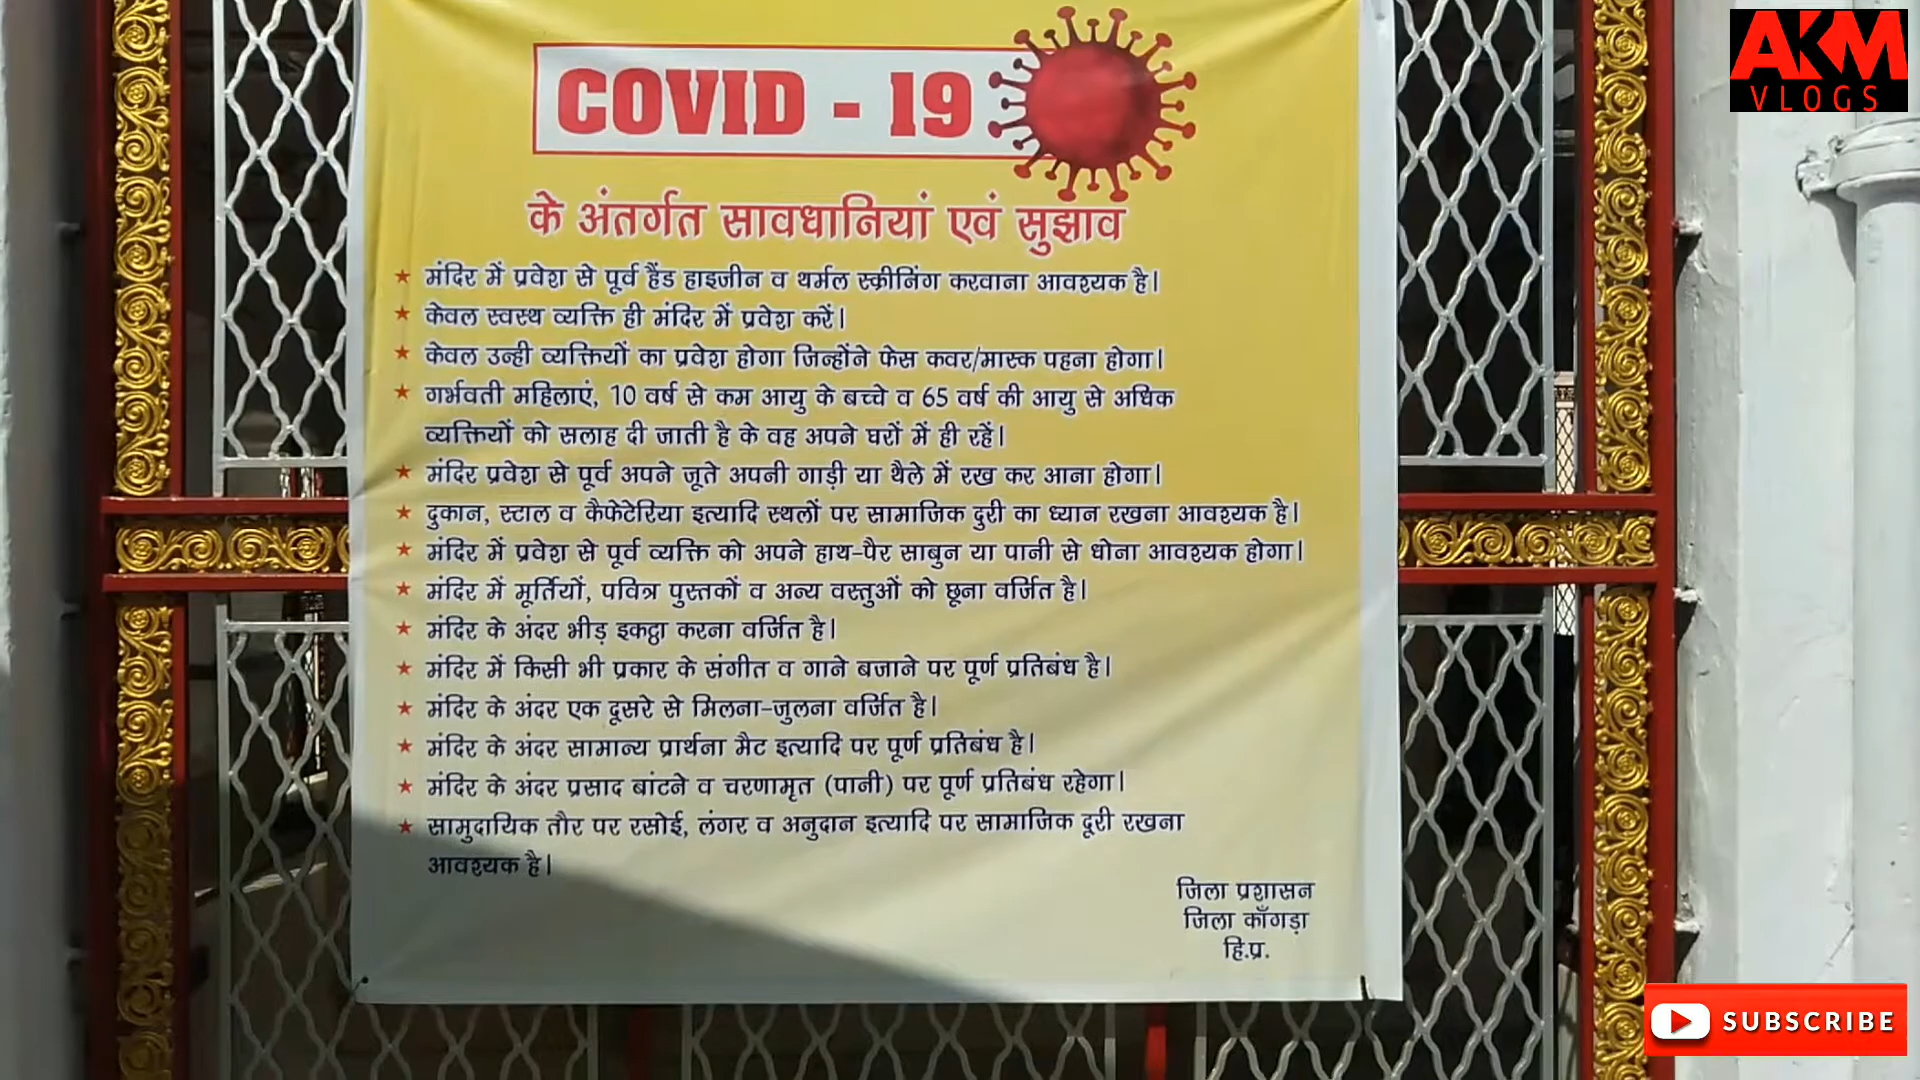 COVID - 19
के अंतर्गत सावधानियां एवं सुझाव
★ मंदिर में प्रवेश से पूर्व हैंड हाइजीन व थर्मल स्क्रीनिंग करवाना आवश्यक है।
★ केवल स्वस्थ व्यक्ति ही मंदिर में प्रवेश करें।
★ केवल उन्ही व्यक्तियों का प्रवेश होगा जिन्होंने फेस कवर/मास्क पहना होगा।
★ गर्भवती महिलाएं, 10 वर्ष से कम आयु के बच्चे व 65 वर्ष की आयु से अधिक
व्यक्तियों को सलाह दी जाती है के वह अपने घरों में ही रहें।
★ मंदिर प्रवेश से पूर्व अपने जूते अपनी गाड़ी या थैले में रख कर आना होगा।
★ दुकान, स्टाल व कैफेटेरिया इत्यादि स्थलों पर सामाजिक दुरी का ध्यान रखना आवश्यक है।
★ मंदिर में प्रवेश से पूर्व व्यक्ति को अपने हाथ-पैर साबुन या पानी से धोना आवश्यक होगा।
★ मंदिर में मूर्तियों, पवित्र पुस्तकों व अन्य वस्तुओं को छूना वर्जित है।
★ मंदिर के अंदर भीड़ इकट्ठा करना वर्जित है।
★ मंदिर में किसी भी प्रकार के संगीत व गाने बजाने पर पूर्ण प्रतिबंध है।
★ मंदिर के अंदर एक दूसरे से मिलना-जुलना वर्जित है।
★ मंदिर के अंदर सामान्य प्रार्थना मैट इत्यादि पर पूर्ण प्रतिबंध है।
★ मंदिर के अंदर प्रसाद बांटने व चरणामृत (पानी) पर पूर्ण प्रतिबंध रहेगा।
★ सामुदायिक तौर पर रसोई, लंगर व अनुदान इत्यादि पर सामाजिक दूरी रखना
आवश्यक है।
जिला प्रशासन
जिला काँगड़ा
हि.प्र.
AKM
VLOGS
SUBSCRIBE